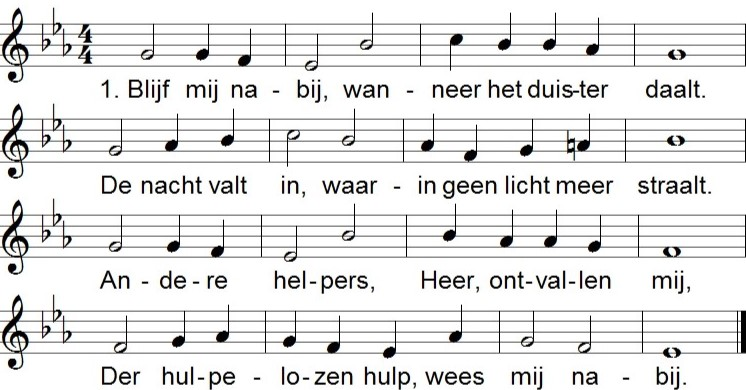 1. Blijf mij na - bij, wan - neer het duis-ter daalt.
De nacht valt in, waar - in geen licht meer straalt.
An - de - re hel-pers, Heer, ont-val-len mij,
Der hul-pe - lo-zen hulp, wees mij na - bij.